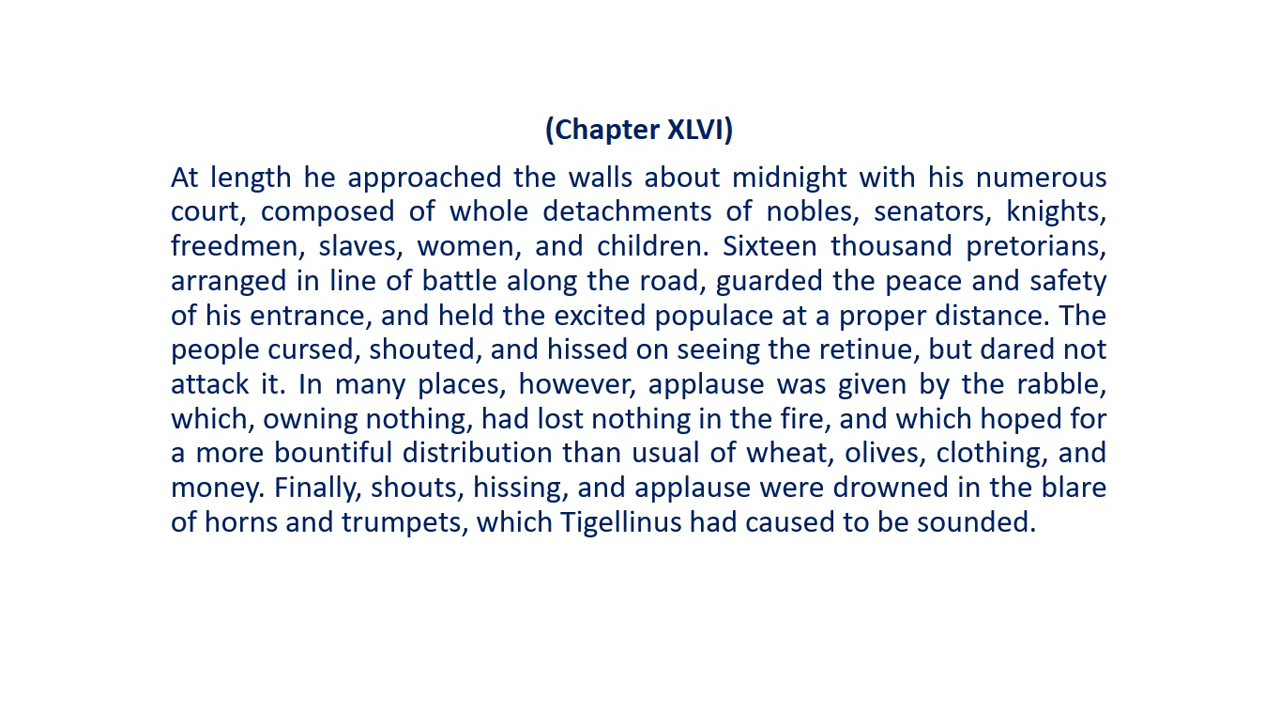 (Chapter XLVI)
At length he approached the walls about midnight with his numerous
court, composed of whole detachments of nobles, senators, knights,
freedmen, slaves, women, and children. Sixteen thousand pretorians,
arranged in line of battle along the road, guarded the peace and safety
of his entrance, and held the excited populace at a proper distance. The
people cursed, shouted, and hissed on seeing the retinue, but dared not
attack it. In many places, however, applause was given by the rabble,
which, owning nothing, had lost nothing in the fire, and which hoped for
a more bountiful distribution than usual of wheat, olives, clothing, and
money. Finally, shouts, hissing, and applause were drowned in the blare
of horns and trumpets, which Tigellinus had caused to be sounded.